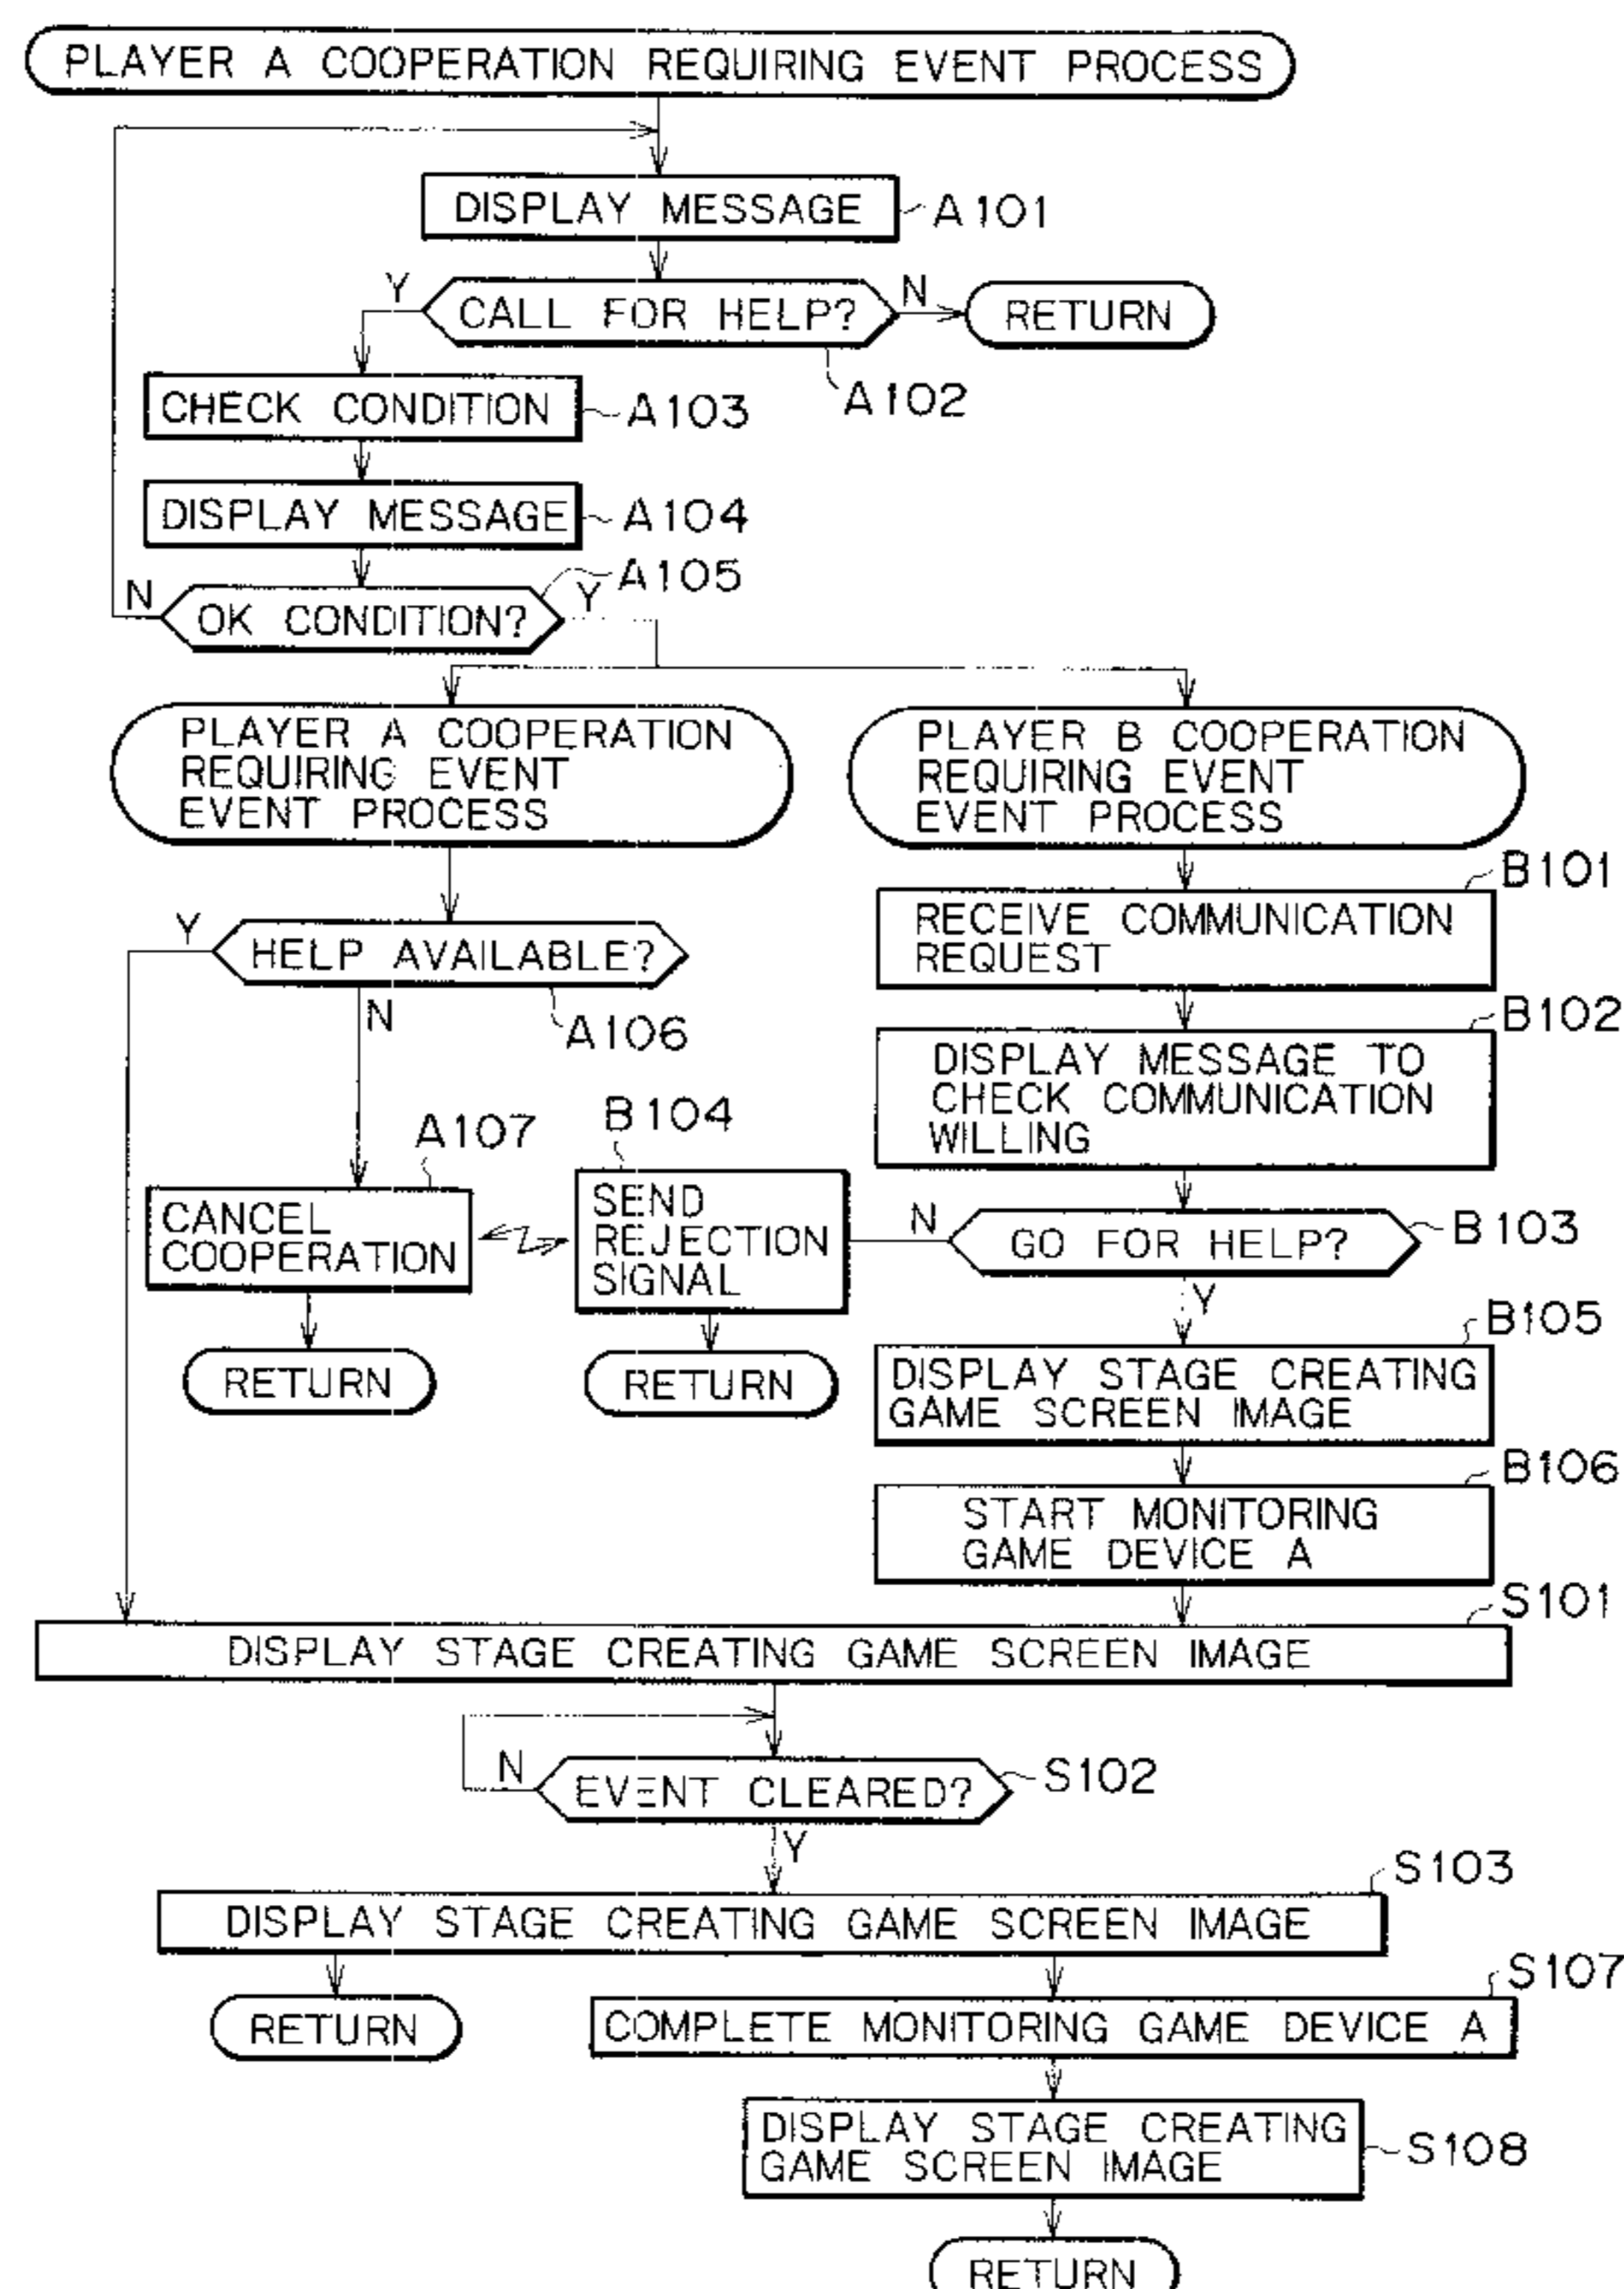 PLAYER A COOPERATION REQUIRING EVENT PROCESS
DISPLAY MESSAGE
A101
Y
CALL FOR HELP?
N
RETURN
A102
CHECK CONDITION
A103
DISPLAY MESSAGE
A104
A105
N
OK CONDITION?
Y
PLAYER A COOPERATION
REQUIRING EVENT
EVENT PROCESS
PLAYER B COOPERATION
REQUIRING EVENT
EVENT PROCESS
B101
RECEIVE COMMUNICATION
REQUEST
Y
HELP AVAILABLE?
N
A106
B102
DISPLAY MESSAGE TO
CHECK COMMUNICATION
WILLING
A107
CANCEL
COOPERATION
B104
SEND
REJECTION
SIGNAL
N
GO FOR HELP?
B103
Y
RETURN
RETURN
B105
DISPLAY STAGE CREATING
GAME SCREEN IMAGE
B106
START MONITORING
GAME DEVICE A
S101
DISPLAY STAGE CREATING GAME SCREEN IMAGE
N
EVENT CLEARED?
S102
Y
S103
DISPLAY STAGE CREATING GAME SCREEN IMAGE
RETURN
S107
COMPLETE MONITORING GAME DEVICE A
DISPLAY STAGE CREATING
GAME SCREEN IMAGE
S108
RETURN